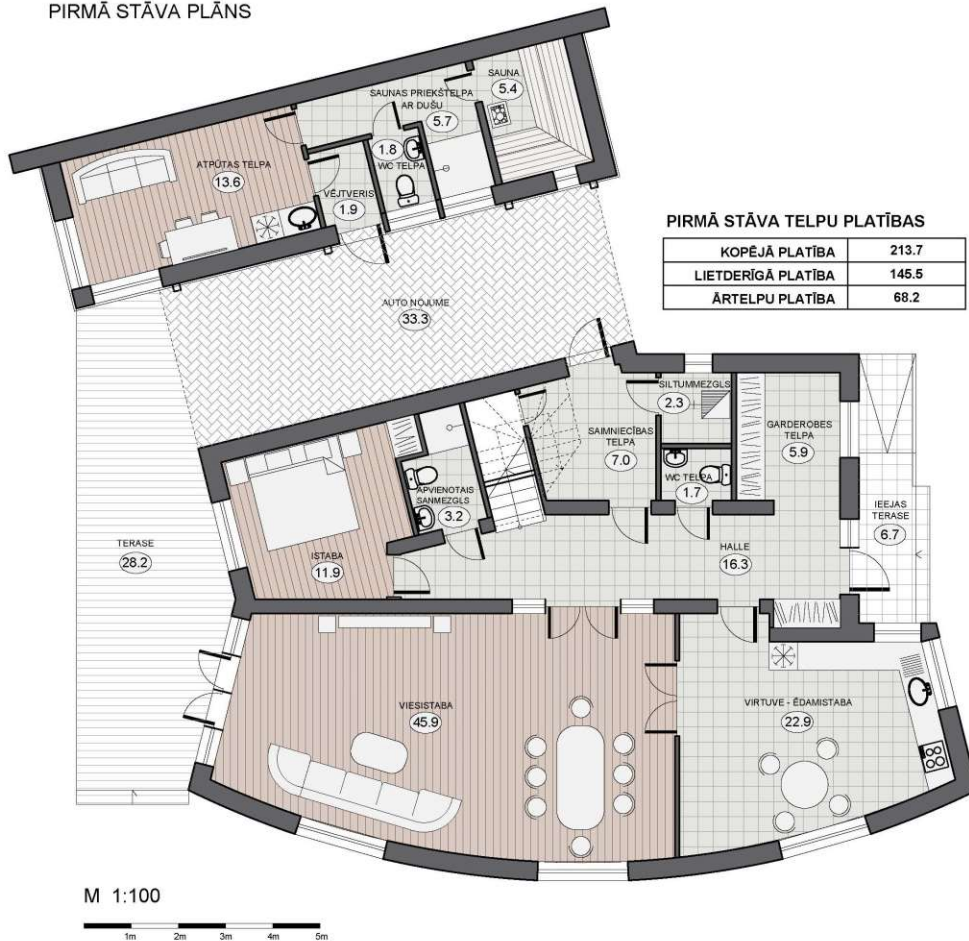 PIRMĀ STĀVA PLĀNS
SAUNA
5.4
SAUNAS PRIEKŠTELPA
AR DUŠU
5.7
1.8
WC TELPA
ATPŪTAS TELPA
13.6
VĒJTVERIS
1.9
PIRMĀ STĀVA TELPU PLATĪBAS
KOPĒJĀ PLATĪBA 213.7
LIETDERĪGĀ PLATĪBA 145.5
ĀRTELPU PLATĪBA 68.2
AUTO NOJUME
33.3
SILTUMMEZGLS
2.3
GARDEROBES
TELPA
5.9
SAIMNIECĪBAS
TELPA
7.0
WC TELPA
1.7
APVIENOTAIS
SANMEZGLS
3.2
IEEJAS
TERASE
6.7
TERASE
28.2
ISTABA
11.9
HALLE
16.3
VIESISTABA
45.9
VIRTUVE - ĒDAMISTABA
22.9
M 1:100
1m 2m 3m 4m 5m